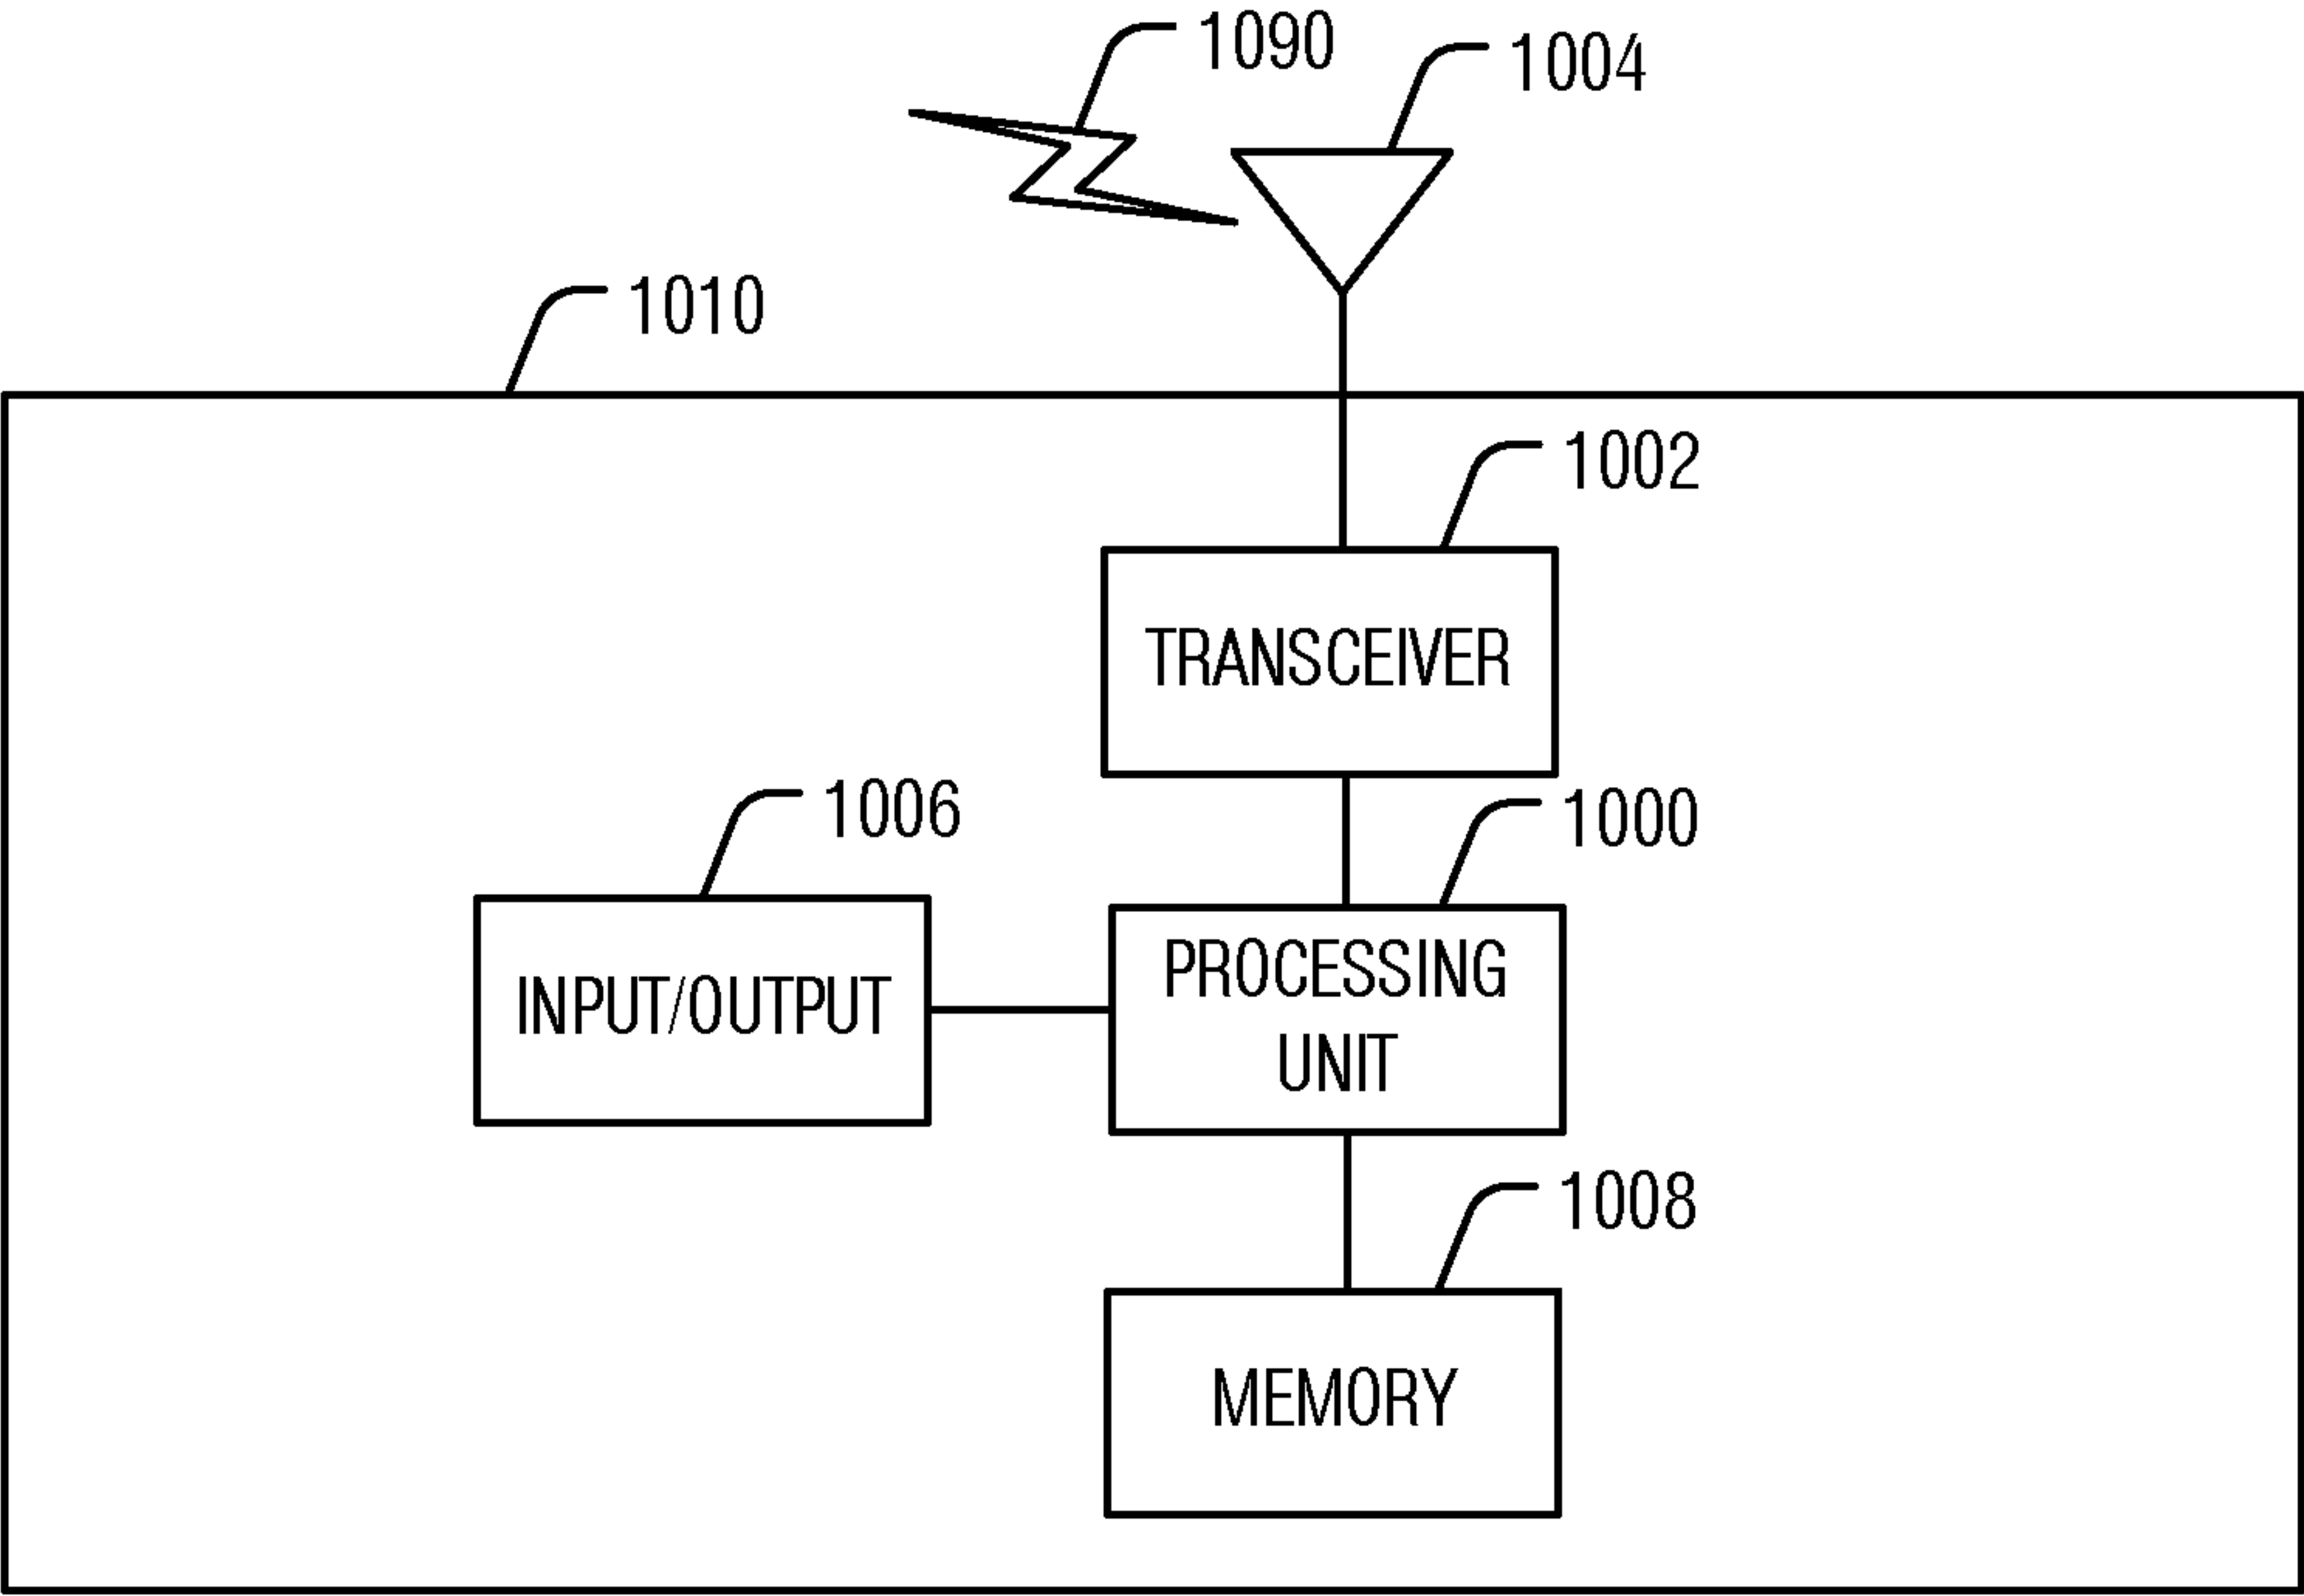 1090
1004
1010
1002
TRANSCEIVER
1006
1000
INPUT/OUTPUT
PROCESSING
UNIT
1008
MEMORY